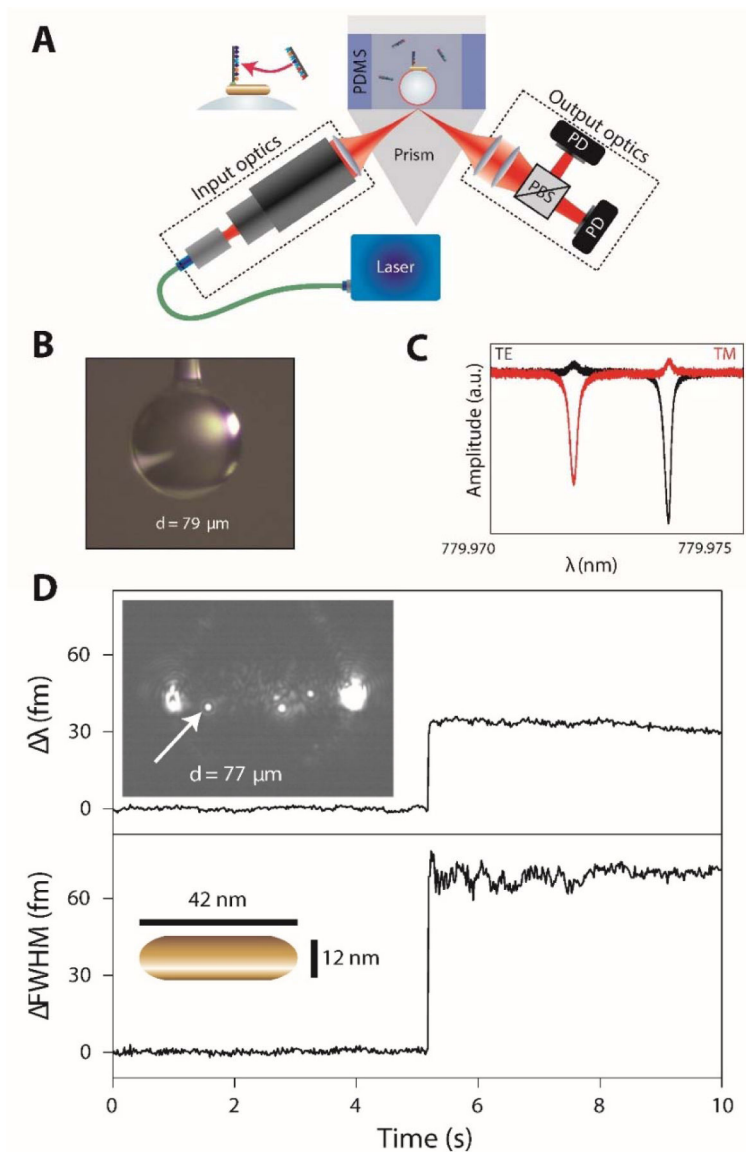 A
PDMS
Input optics
Prism
Output optics
PD
PBS
PD
Laser
B
d = 79 μm
C
TE
TM
Amplitude (a.u.)
779.970
779.975
λ (nm)
D
60
30
0
Δλ (fm)
d = 77 μm
60
30
0
ΔFWHM (fm)
42 nm
12 nm
0
2
4
6
8
10
Time (s)